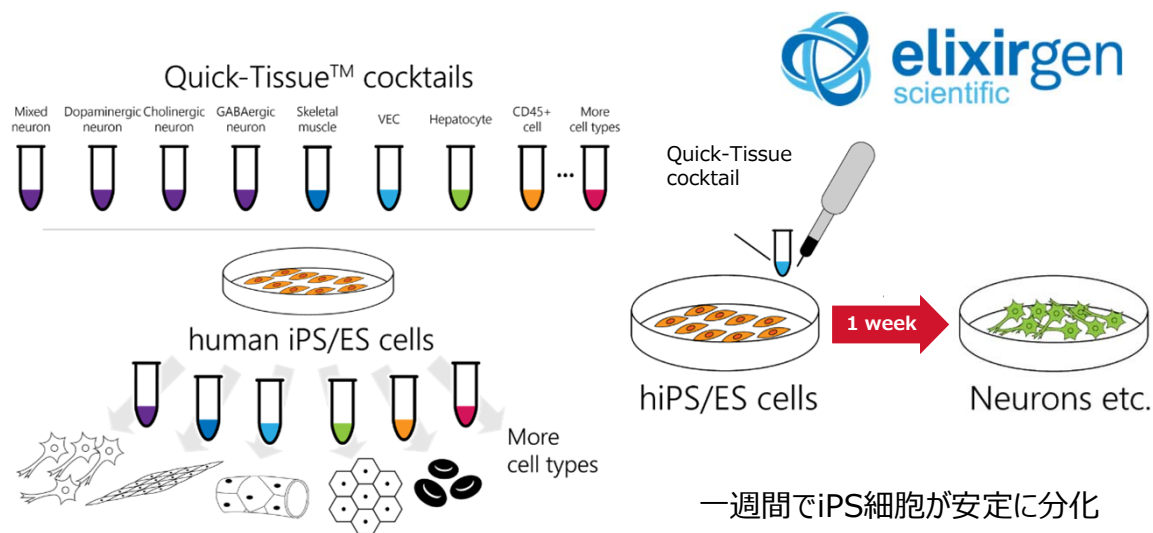 Quick-Tissue™ cocktails
Mixed
neuron
Dopaminergic
neuron
Cholinergic
neuron
GABAergic
neuron
Skeletal
muscle
VEC
Hepatocyte
CD45+
cell
...
More
cell types
human iPS/ES cells
More
cell types
elixirgen
scientific
Quick-Tissue
cocktail
1 week
hiPS/ES cells
Neurons etc.
一週間でiPS細胞が安定に分化